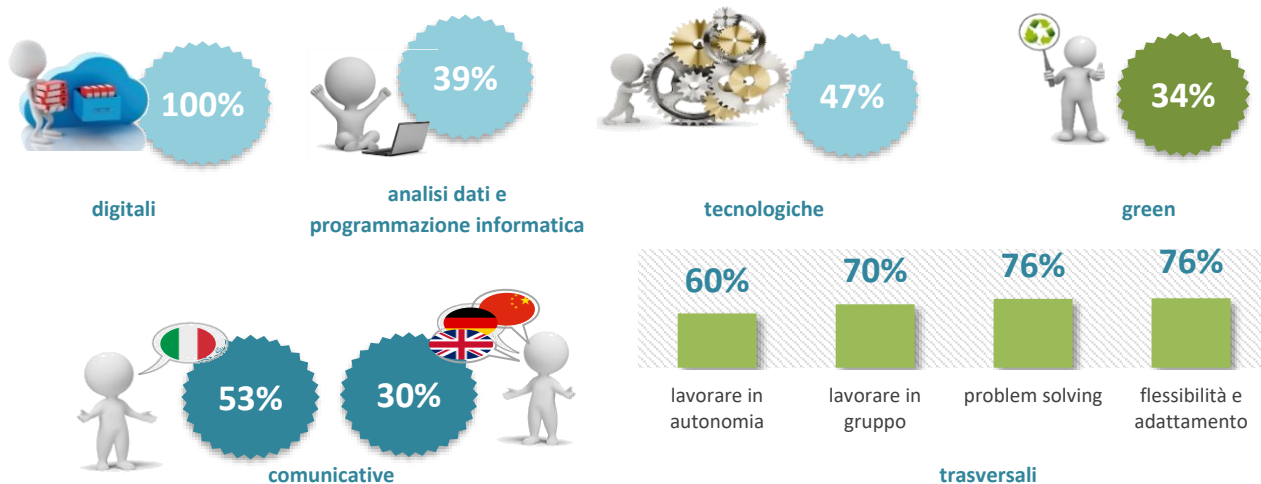 100%
39%
47%
34%
digitali
analisi dati e
programmazione informatica
tecnologiche
green
53%
30%
comunicative
60%
70%
76%
76%
lavorare in
autonomia
lavorare in
gruppo
problem solving
flessibilità e
adattamento
trasversali